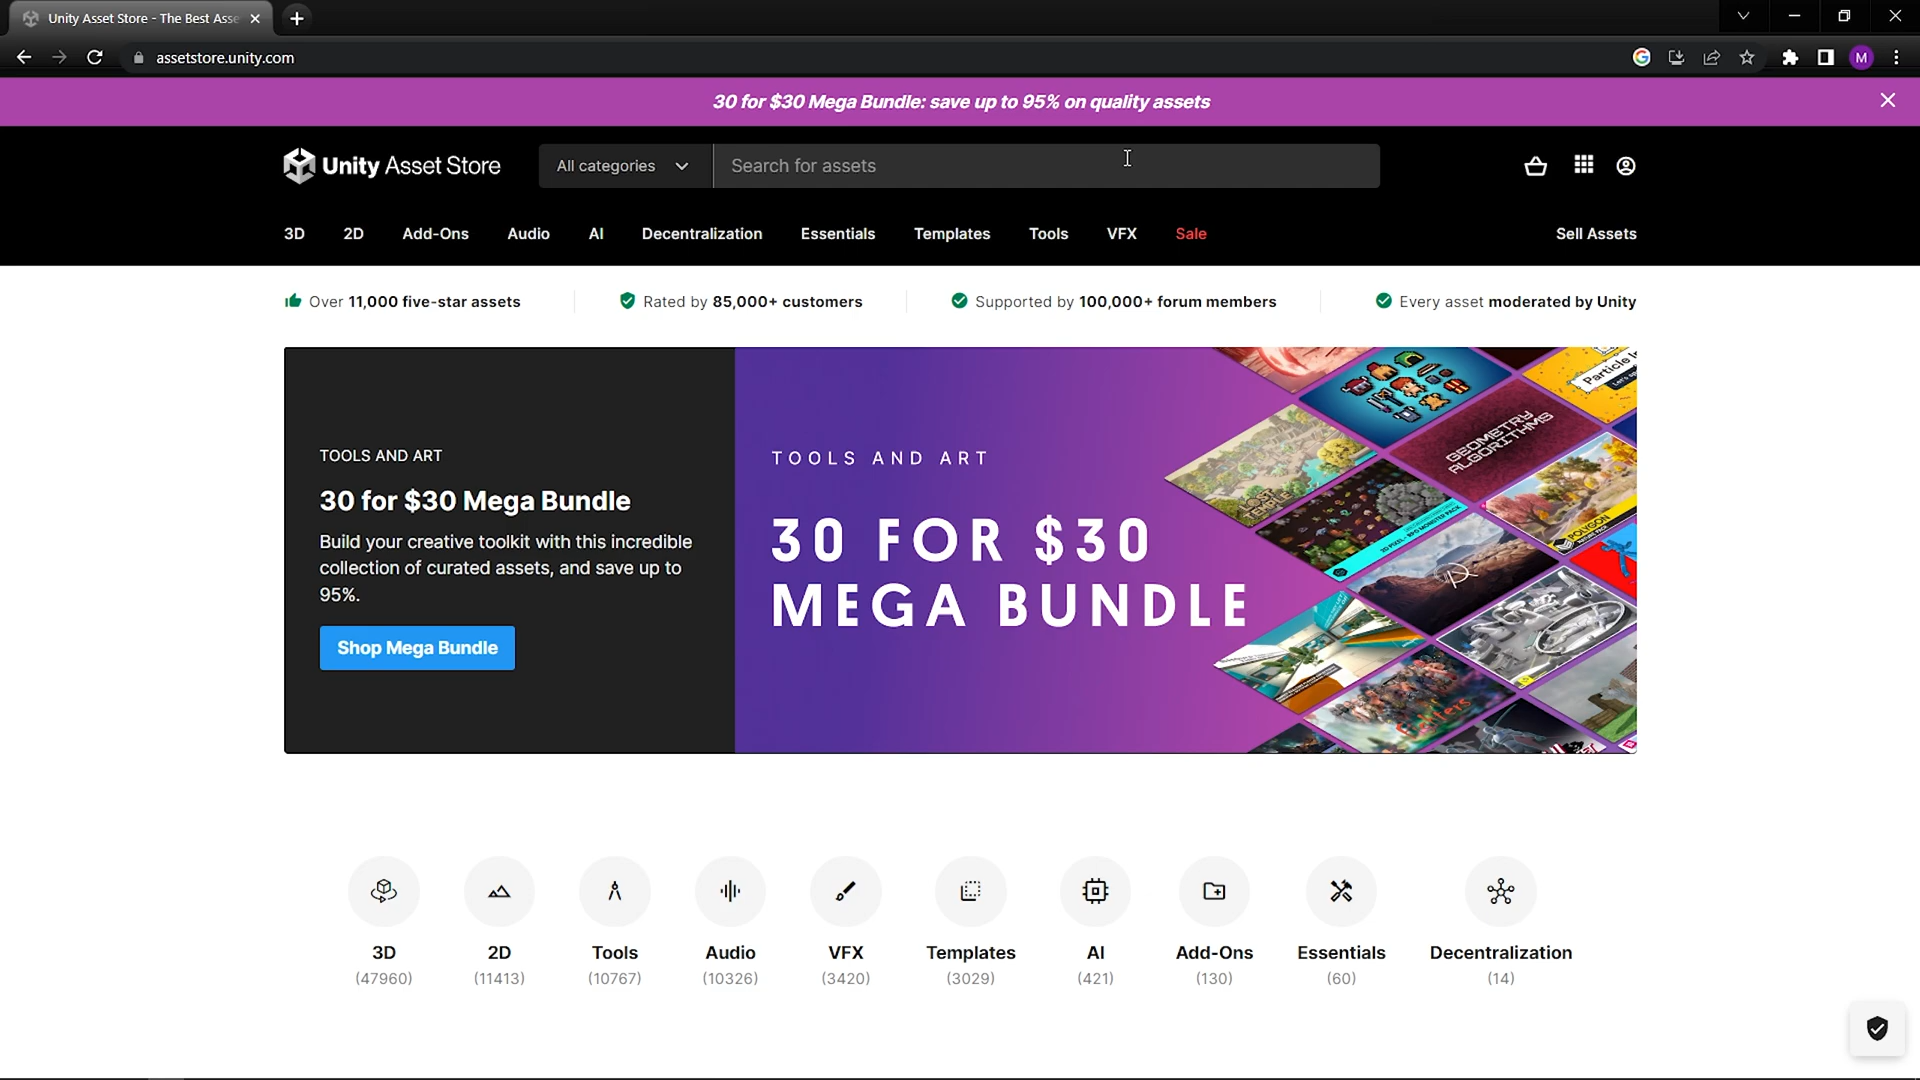 Unity Asset Store - The Best Asse
assetstore.unity.com
M
30 for $30 Mega Bundle: save up to 95% on quality assets
Unity Asset Store
All categories
Search for assets
3D 2D Add-Ons Audio AI Decentralization Essentials Templates Tools VFX Sale Sell Assets
Over 11,000 five-star assets
Rated by 85,000+ customers
Supported by 100,000+ forum members
Every asset moderated by Unity
TOOLS AND ART
30 for $30 Mega Bundle
Build your creative toolkit with this incredible
collection of curated assets, and save up to
95%.
Shop Mega Bundle
TOOLS AND ART
30 FOR $30
MEGA BUNDLE
GEOMETRY
ALGORITHMS
LOST
TEMPLE
POLYGON
3D 2D Tools Audio VFX Templates AI Add-Ons Essentials Decentralization
(47960) (11413) (10767) (10326) (3420) (3029) (421) (130) (60) (14)